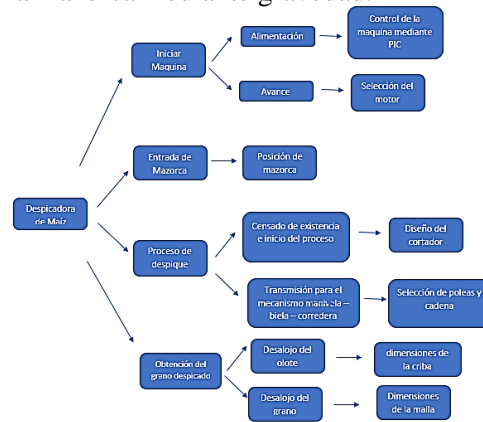 Alimentación
Control de la
maquina mediante
PIC
Iniciar
Maquina
Avance
Selección del
motor
Entrada de
Mazorca
Posición de
mazorca
Despicadora
de Maíz
Proceso de
despique
Censado de existencia
e inicio del proceso
Diseño del
cortador
Transmisión para el
mecanismo manivela –
biela – corredera
Selección de poleas y
cadena
Obtención del
grano despicado
Desalojo del
olote
dimensiones de
la criba
Desalojo del
grano
Dimensiones
de la malla